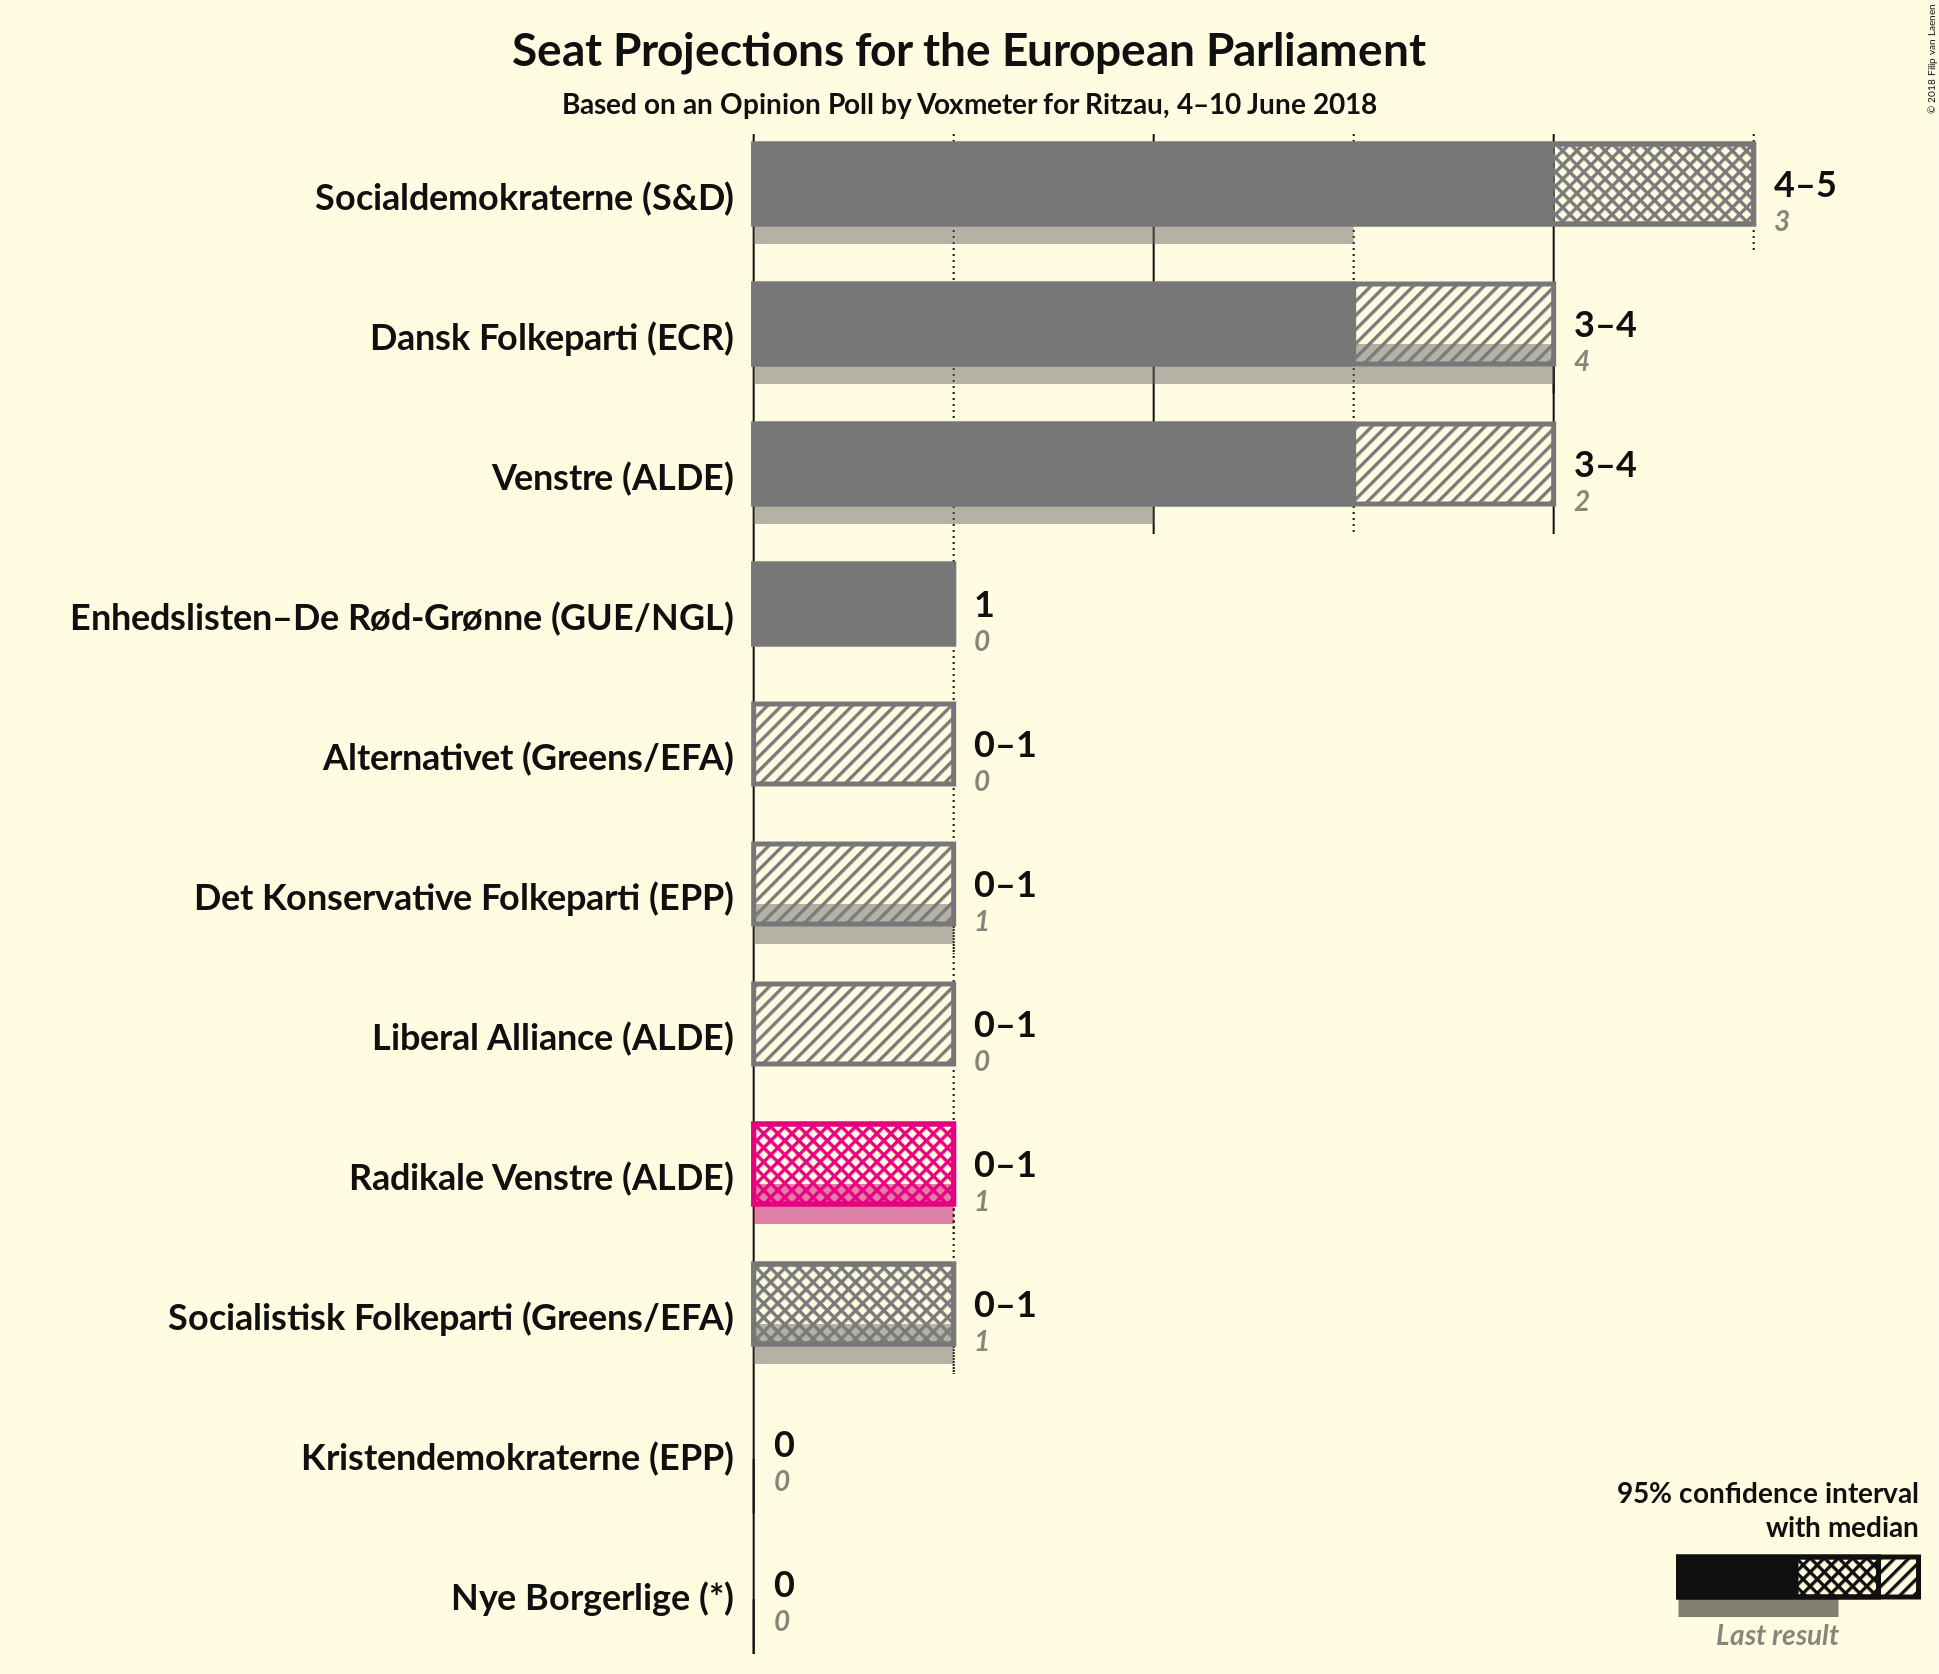 Seat Projections for the European Parliament
Based on an Opinion Poll by Voxmeter for Ritzau, 4–10 June 2018
© 2018 Filip van Laenen
Socialdemokraterne (S&D)
4–5
3
Dansk Folkeparti (ECR)
3–4
4
Venstre (ALDE)
3–4
2
Enhedslisten–De Rød-Grønne (GUE/NGL)
1
0
Alternativet (Greens/EFA)
0–1
0
Det Konservative Folkeparti (EPP)
0–1
1
Liberal Alliance (ALDE)
0–1
0
Radikale Venstre (ALDE)
0–1
1
Socialistisk Folkeparti (Greens/EFA)
0–1
1
Kristendemokraterne (EPP)
0
0
Nye Borgerlige (*)
0
0
95% confidence interval
with median
Last result